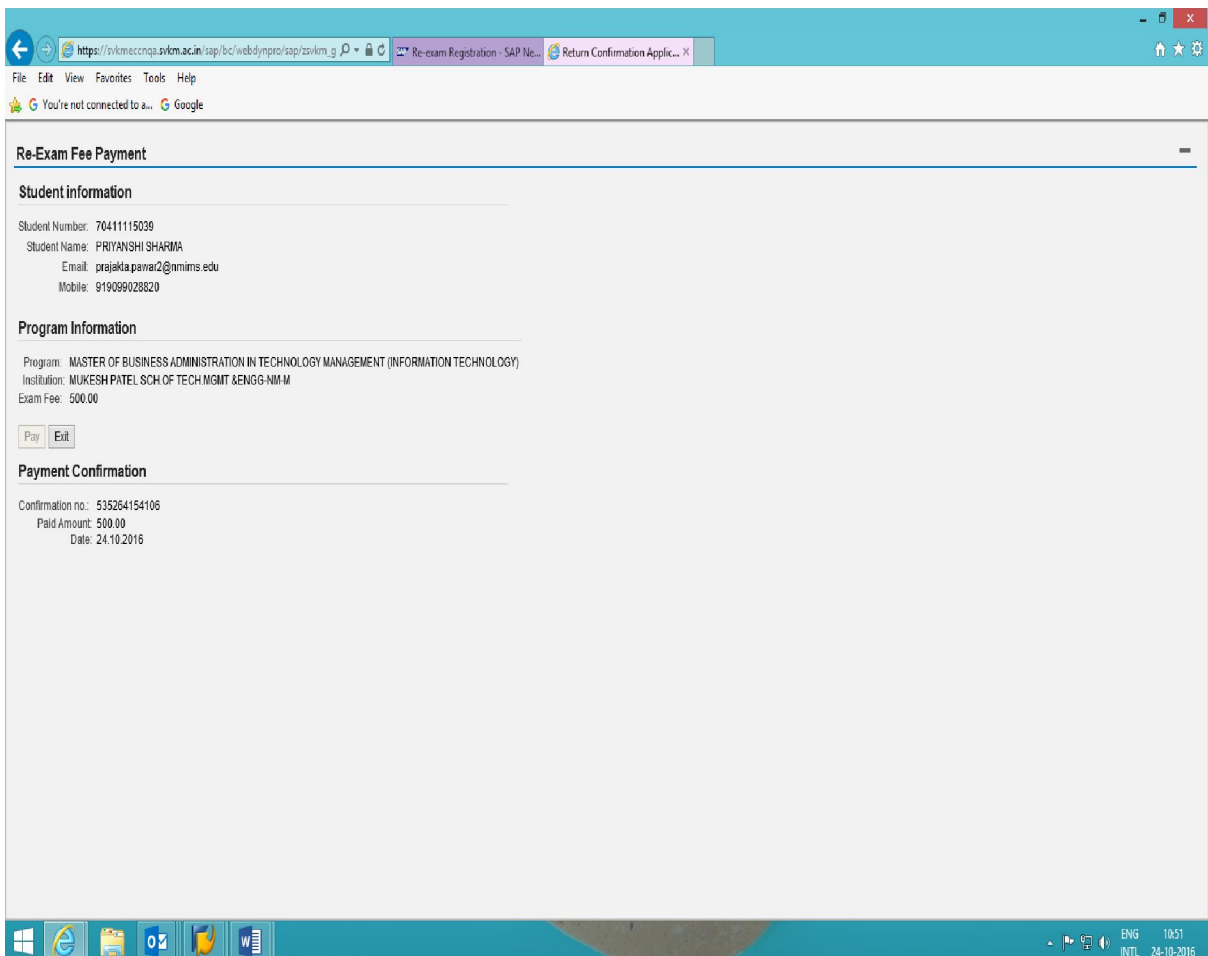 https://svkmeccnqa.svkm.ac.in/sap/bc/webdynpro/sap/zsvkm_g
Re-exam Registration - SAP Ne...
Return Confirmation Applic...
File Edit View Favorites Tools Help
You're not connected to a... Google
Re-Exam Fee Payment
Student information
Student Number: 70411115039
Student Name: PRIYANSHI SHARMA
Email: prajakta.pawar2@nmims.edu
Mobile: 919099028820
Program Information
Program: MASTER OF BUSINESS ADMINISTRATION IN TECHNOLOGY MANAGEMENT (INFORMATION TECHNOLOGY)
Institution: MUKESH PATEL SCH.OF TECH.MGMT &ENGG-NM-M
Exam Fee: 500.00
Pay Exit
Payment Confirmation
Confirmation no.: 535264154106
Paid Amount: 500.00
Date: 24.10.2016
ENG 10:51
INTL 24-10-2016